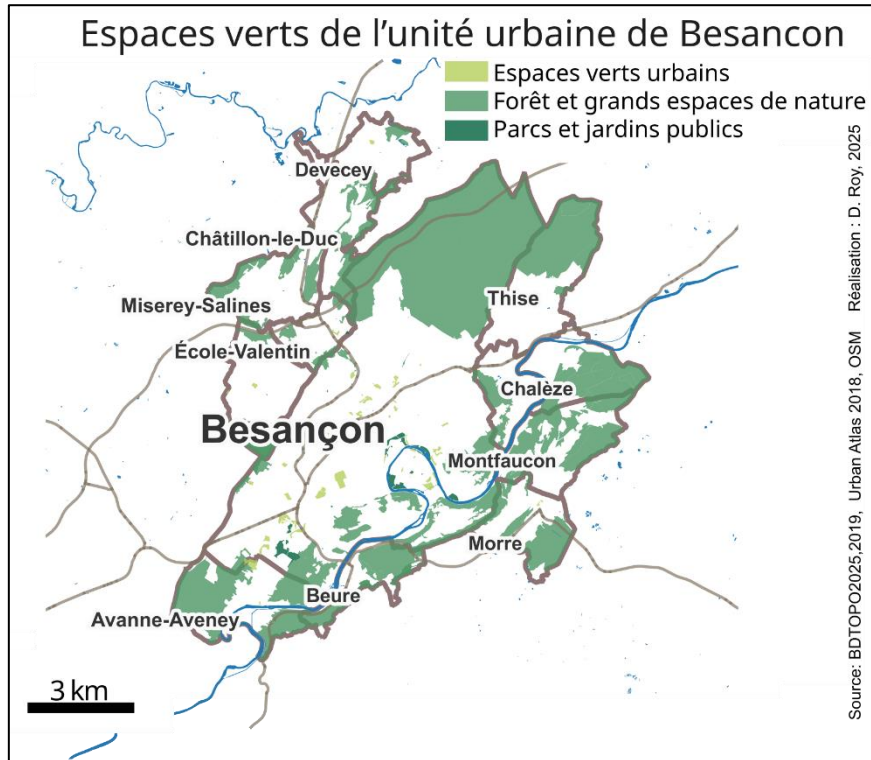 Espaces verts de l'unité urbaine de Besancon
Espaces verts urbains
Forêt et grands espaces de nature
Parcs et jardins publics
Devecey
Châtillon-le-Duc
Miserey-Salines
Thise
École-Valentin
Chalèze
Besançon
Montfaucon
Morre
Beure
Avanne-Aveney
3 km
Source: BDTOPO2025,2019, Urban Atlas 2018, OSM Réalisation : D. Roy, 2025